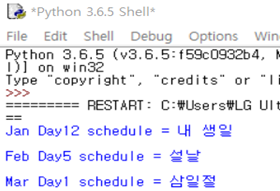 *Python 3.6.5 Shell*
File Edit Shell Debug Options Window
Python 3.6.5 (v3.6.5:f59c0932b4, M
l)] on win32
Type "copyright", "credits" or "li
>>>
========= RESTART: C:₩Users₩LG Ult
Jan Day12 schedule = 내 생일
Feb Day5 schedule = 설날
Mar Day1 schedule = 삼일절